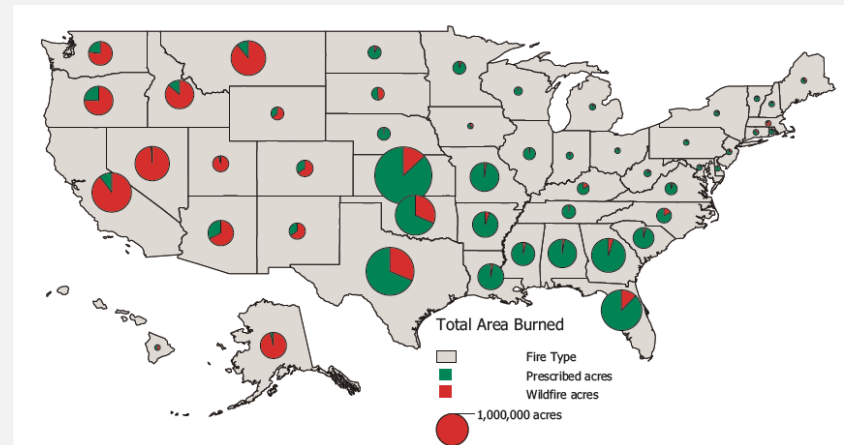 Total Area Burned
Fire Type
Prescribed acres
Wildfire acres
1,000,000 acres